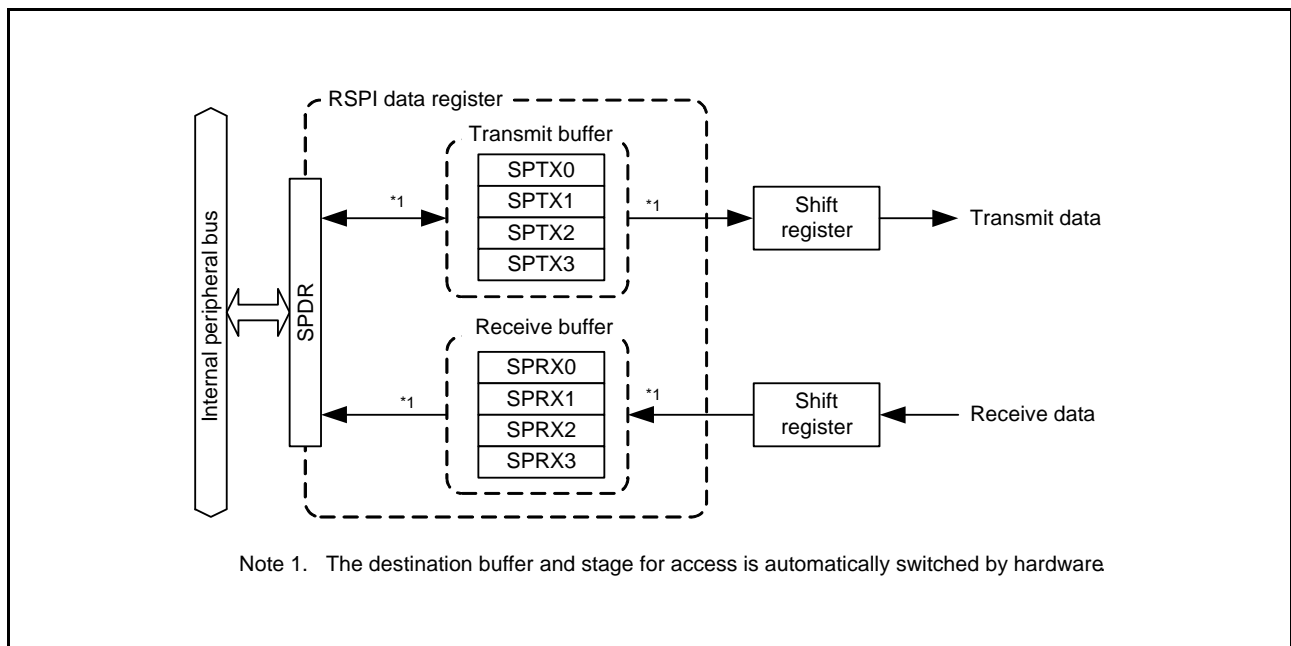 RSPI data register
Transmit buffer
SPTX0
SPTX1
SPTX2
SPTX3
*1
*1
Shift
register
Transmit data
Internal peripheral bus
SPDR
Receive buffer
SPRX0
SPRX1
SPRX2
SPRX3
*1
*1
Shift
register
Receive data
Note 1. The destination buffer and stage for access is automatically switched by hardware.